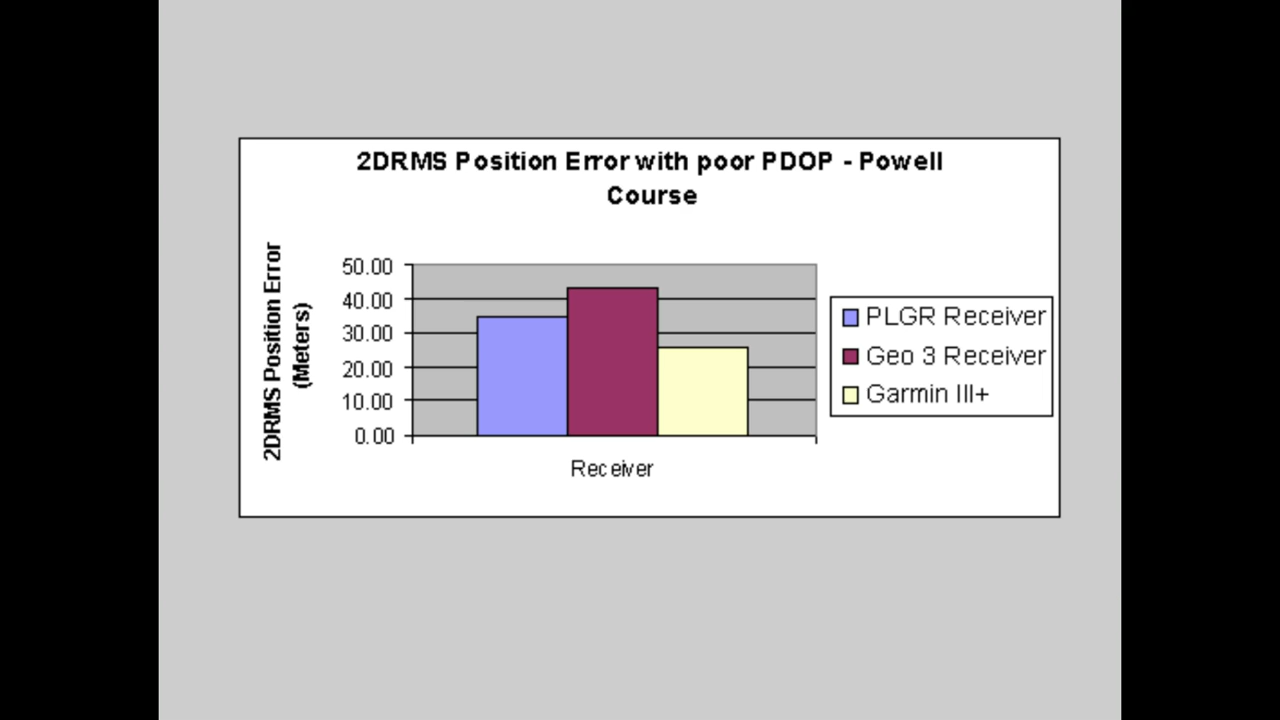 2DRMS Position Error with poor PDOP - Powell
Course
2DRMS Position Error
(Meters)
50.00
40.00
30.00
20.00
10.00
0.00
Receiver
PLGR Receiver
Geo 3 Receiver
Garmin III+